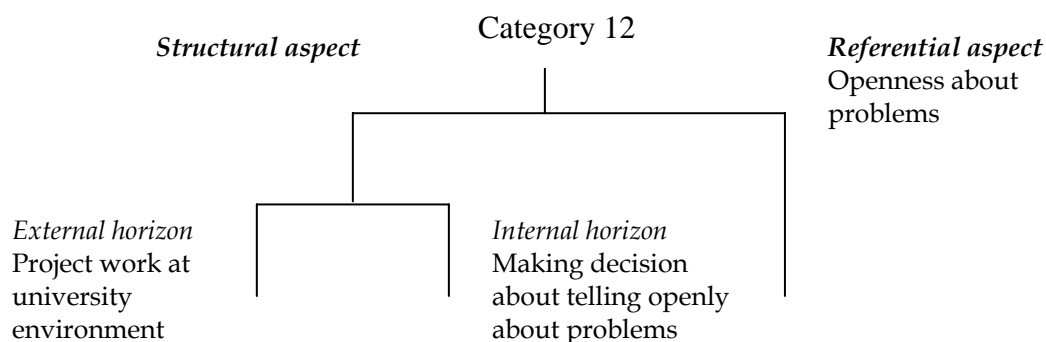 Category 12
Structural aspect
Referential aspect
Openness about
problems
External horizon
Project work at
university
environment
Internal horizon
Making decision
about telling openly
about problems